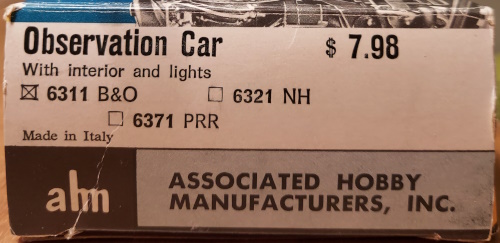 Observation Car $ 7.98
With interior and lights
☒ 6311 B&O ☐ 6321 NH
☐ 6371 PRR
Made in Italy
ahm
ASSOCIATED HOBBY
MANUFACTURERS, INC.